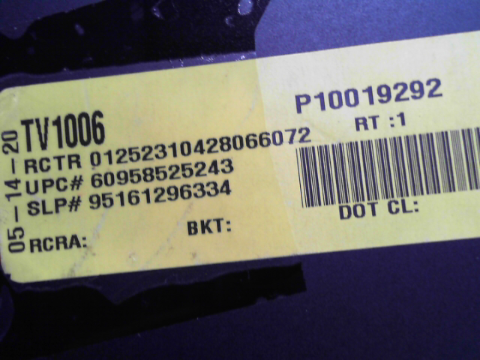 05-14-20
TV1006
P10019292
RT :1
RCTR 01252310428066072
UPC# 60958525243
SLP# 95161296334
RCRA:
BKT:
DOT CL: